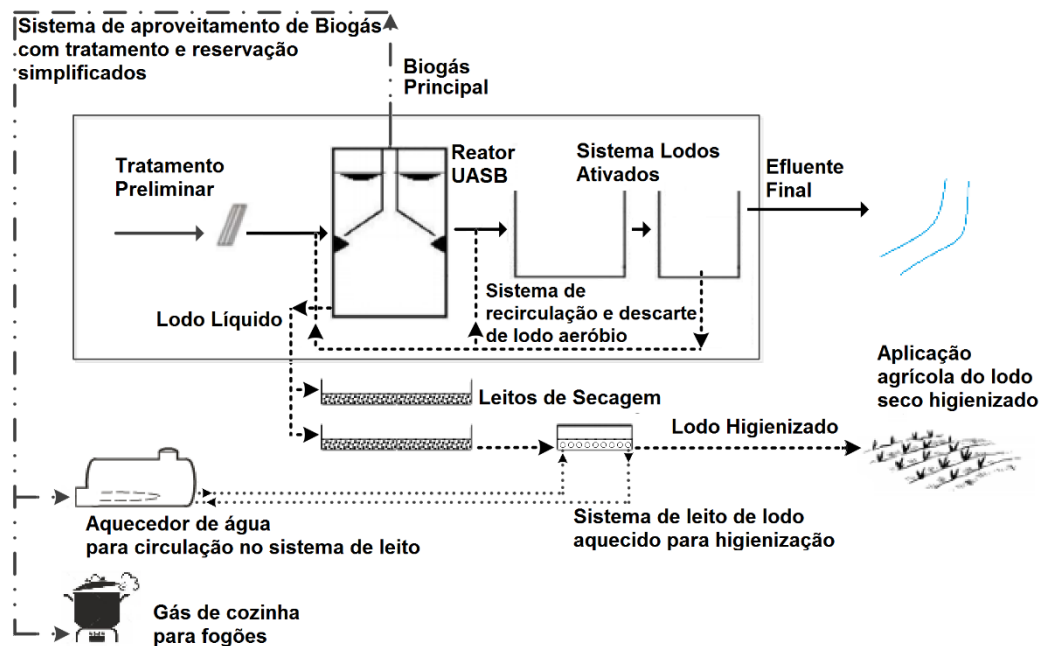 Sistema de aproveitamento de Biogás
com tratamento e reservação
simplificados
Biogás
Principal
Tratamento
Preliminar
Reator
UASB
Sistema Lodos
Ativados
Efluente
Final
Lodo Líquido
Sistema de
recirculação e descarte
de lodo aeróbio
Aplicação
agrícola do lodo
seco higienizado
Leitos de Secagem
Lodo Higienizado
Aquecedor de água
para circulação no sistema de leito
Sistema de leito de lodo
aquecido para higienização
Gás de cozinha
para fogões